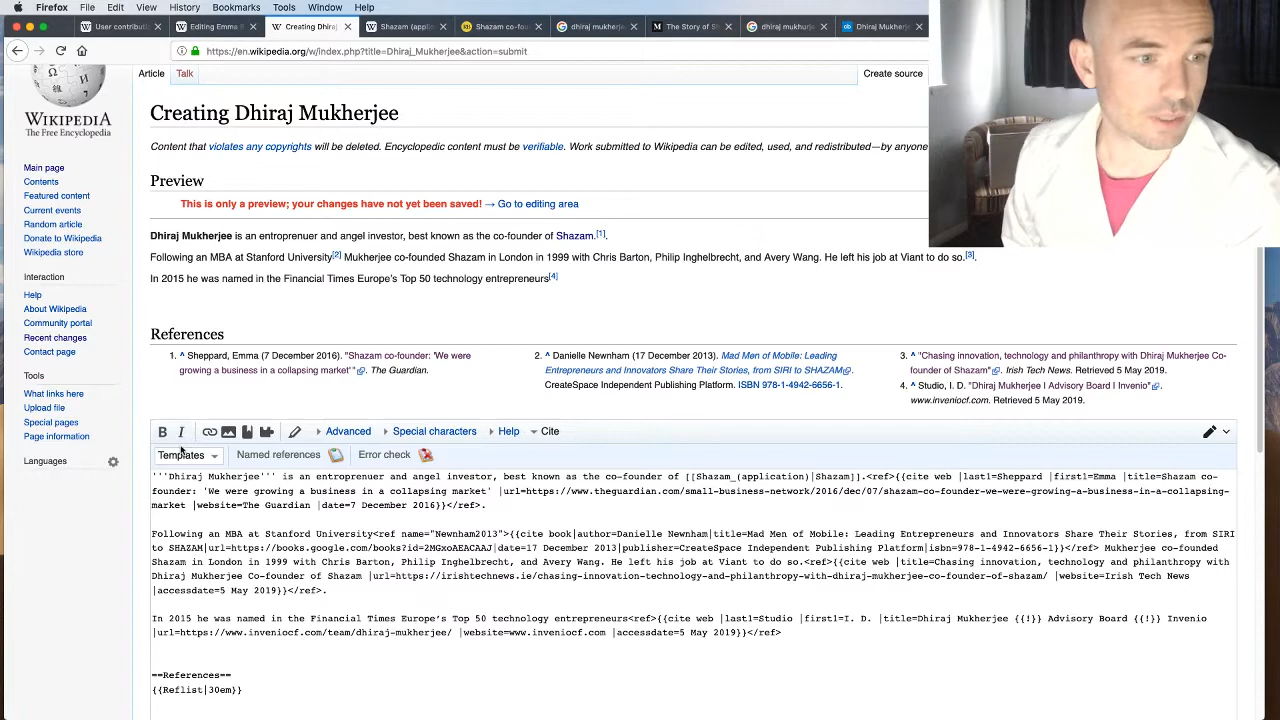 Firefox File Edit View History Bookmarks Tools Window Help
User contributi Editing Emma B Creating Dhiraj Shazam (applic Shazam co-fou dhiraj mukherje The Story of Sh dhiraj mukhurje Dhiraj Mukherje
https://en.wikipedia.org/w/index.php?title=Dhiraj_Mukherjee&action=submit
Article Talk Create source
WIKIPEDIA
The Free Encyclopedia
Main page
Contents
Featured content
Current events
Random article
Donate to Wikipedia
Wikipedia store
Interaction
Help
About Wikipedia
Community portal
Recent changes
Contact page
Tools
What links here
Upload file
Special pages
Page information
Languages
Creating Dhiraj Mukherjee
Content that violates any copyrights will be deleted. Encyclopedic content must be verifiable. Work submitted to Wikipedia can be edited, used, and redistributed—by anyone
Preview
This is only a preview; your changes have not yet been saved! → Go to editing area
Dhiraj Mukherjee is an entroprenuer and angel investor, best known as the co-founder of Shazam.[1].
Following an MBA at Stanford University[2] Mukherjee co-founded Shazam in London in 1999 with Chris Barton, Philip Inghelbrecht, and Avery Wang. He left his job at Viant to do so.[3].
In 2015 he was named in the Financial Times Europe's Top 50 technology entrepreneurs[4]
References
1. ^ Sheppard, Emma (7 December 2016). "Shazam co-founder: 'We were
growing a business in a collapsing market'". The Guardian.
2. ^ Danielle Newnham (17 December 2013). Mad Men of Mobile: Leading
Entrepreneurs and Innovators Share Their Stories, from SIRI to SHAZAM.
CreateSpace Independent Publishing Platform. ISBN 978-1-4942-6656-1.
3. ^ "Chasing innovation, technology and philanthropy with Dhiraj Mukherjee Co-
founder of Shazam". Irish Tech News. Retrieved 5 May 2019.
4. ^ Studio, I. D. "Dhiraj Mukherjee | Advisory Board | Invenio".
www.inveniocf.com. Retrieved 5 May 2019.
B I Advanced Special characters Help Cite
Templates Named references Error check
'''Dhiraj Mukherjee''' is an entroprenuer and angel investor, best known as the co-founder of [[Shazam_(application)|Shazam]].<ref>{{cite web |last1=Sheppard |first1=Emma |title=Shazam co-
founder: 'We were growing a business in a collapsing market' |url=https://www.theguardian.com/small-business-network/2016/dec/07/shazam-co-founder-we-were-growing-a-business-in-a-collapsing-
market |website=The Guardian |date=7 December 2016}}</ref>.
Following an MBA at Stanford University<ref name="Newnham2013">{{cite book|author=Danielle Newnham|title=Mad Men of Mobile: Leading Entrepreneurs and Innovators Share Their Stories, from SIRI
to SHAZAM|url=https://books.google.com/books?id=2MGxoAEACAAJ|date=17 December 2013|publisher=CreateSpace Independent Publishing Platform|isbn=978-1-4942-6656-1}}</ref> Mukherjee co-founded
Shazam in London in 1999 with Chris Barton, Philip Inghelbrecht, and Avery Wang. He left his job at Viant to do so.<ref>{{cite web |title=Chasing innovation, technology and philanthropy with
Dhiraj Mukherjee Co-founder of Shazam |url=https://irishtechnews.ie/chasing-innovation-technology-and-philanthropy-with-dhiraj-mukherjee-co-founder-of-shazam/ |website=Irish Tech News
|accessdate=5 May 2019}}</ref>.
In 2015 he was named in the Financial Times Europe's Top 50 technology entrepreneurs<ref>{{cite web |last1=Studio |first1=I. D. |title=Dhiraj Mukherjee {{!}} Advisory Board {{!}} Invenio
|url=https://www.inveniocf.com/team/dhiraj-mukherjee/ |website=www.inveniocf.com |accessdate=5 May 2019}}</ref>
==References==
{{Reflist|30em}}